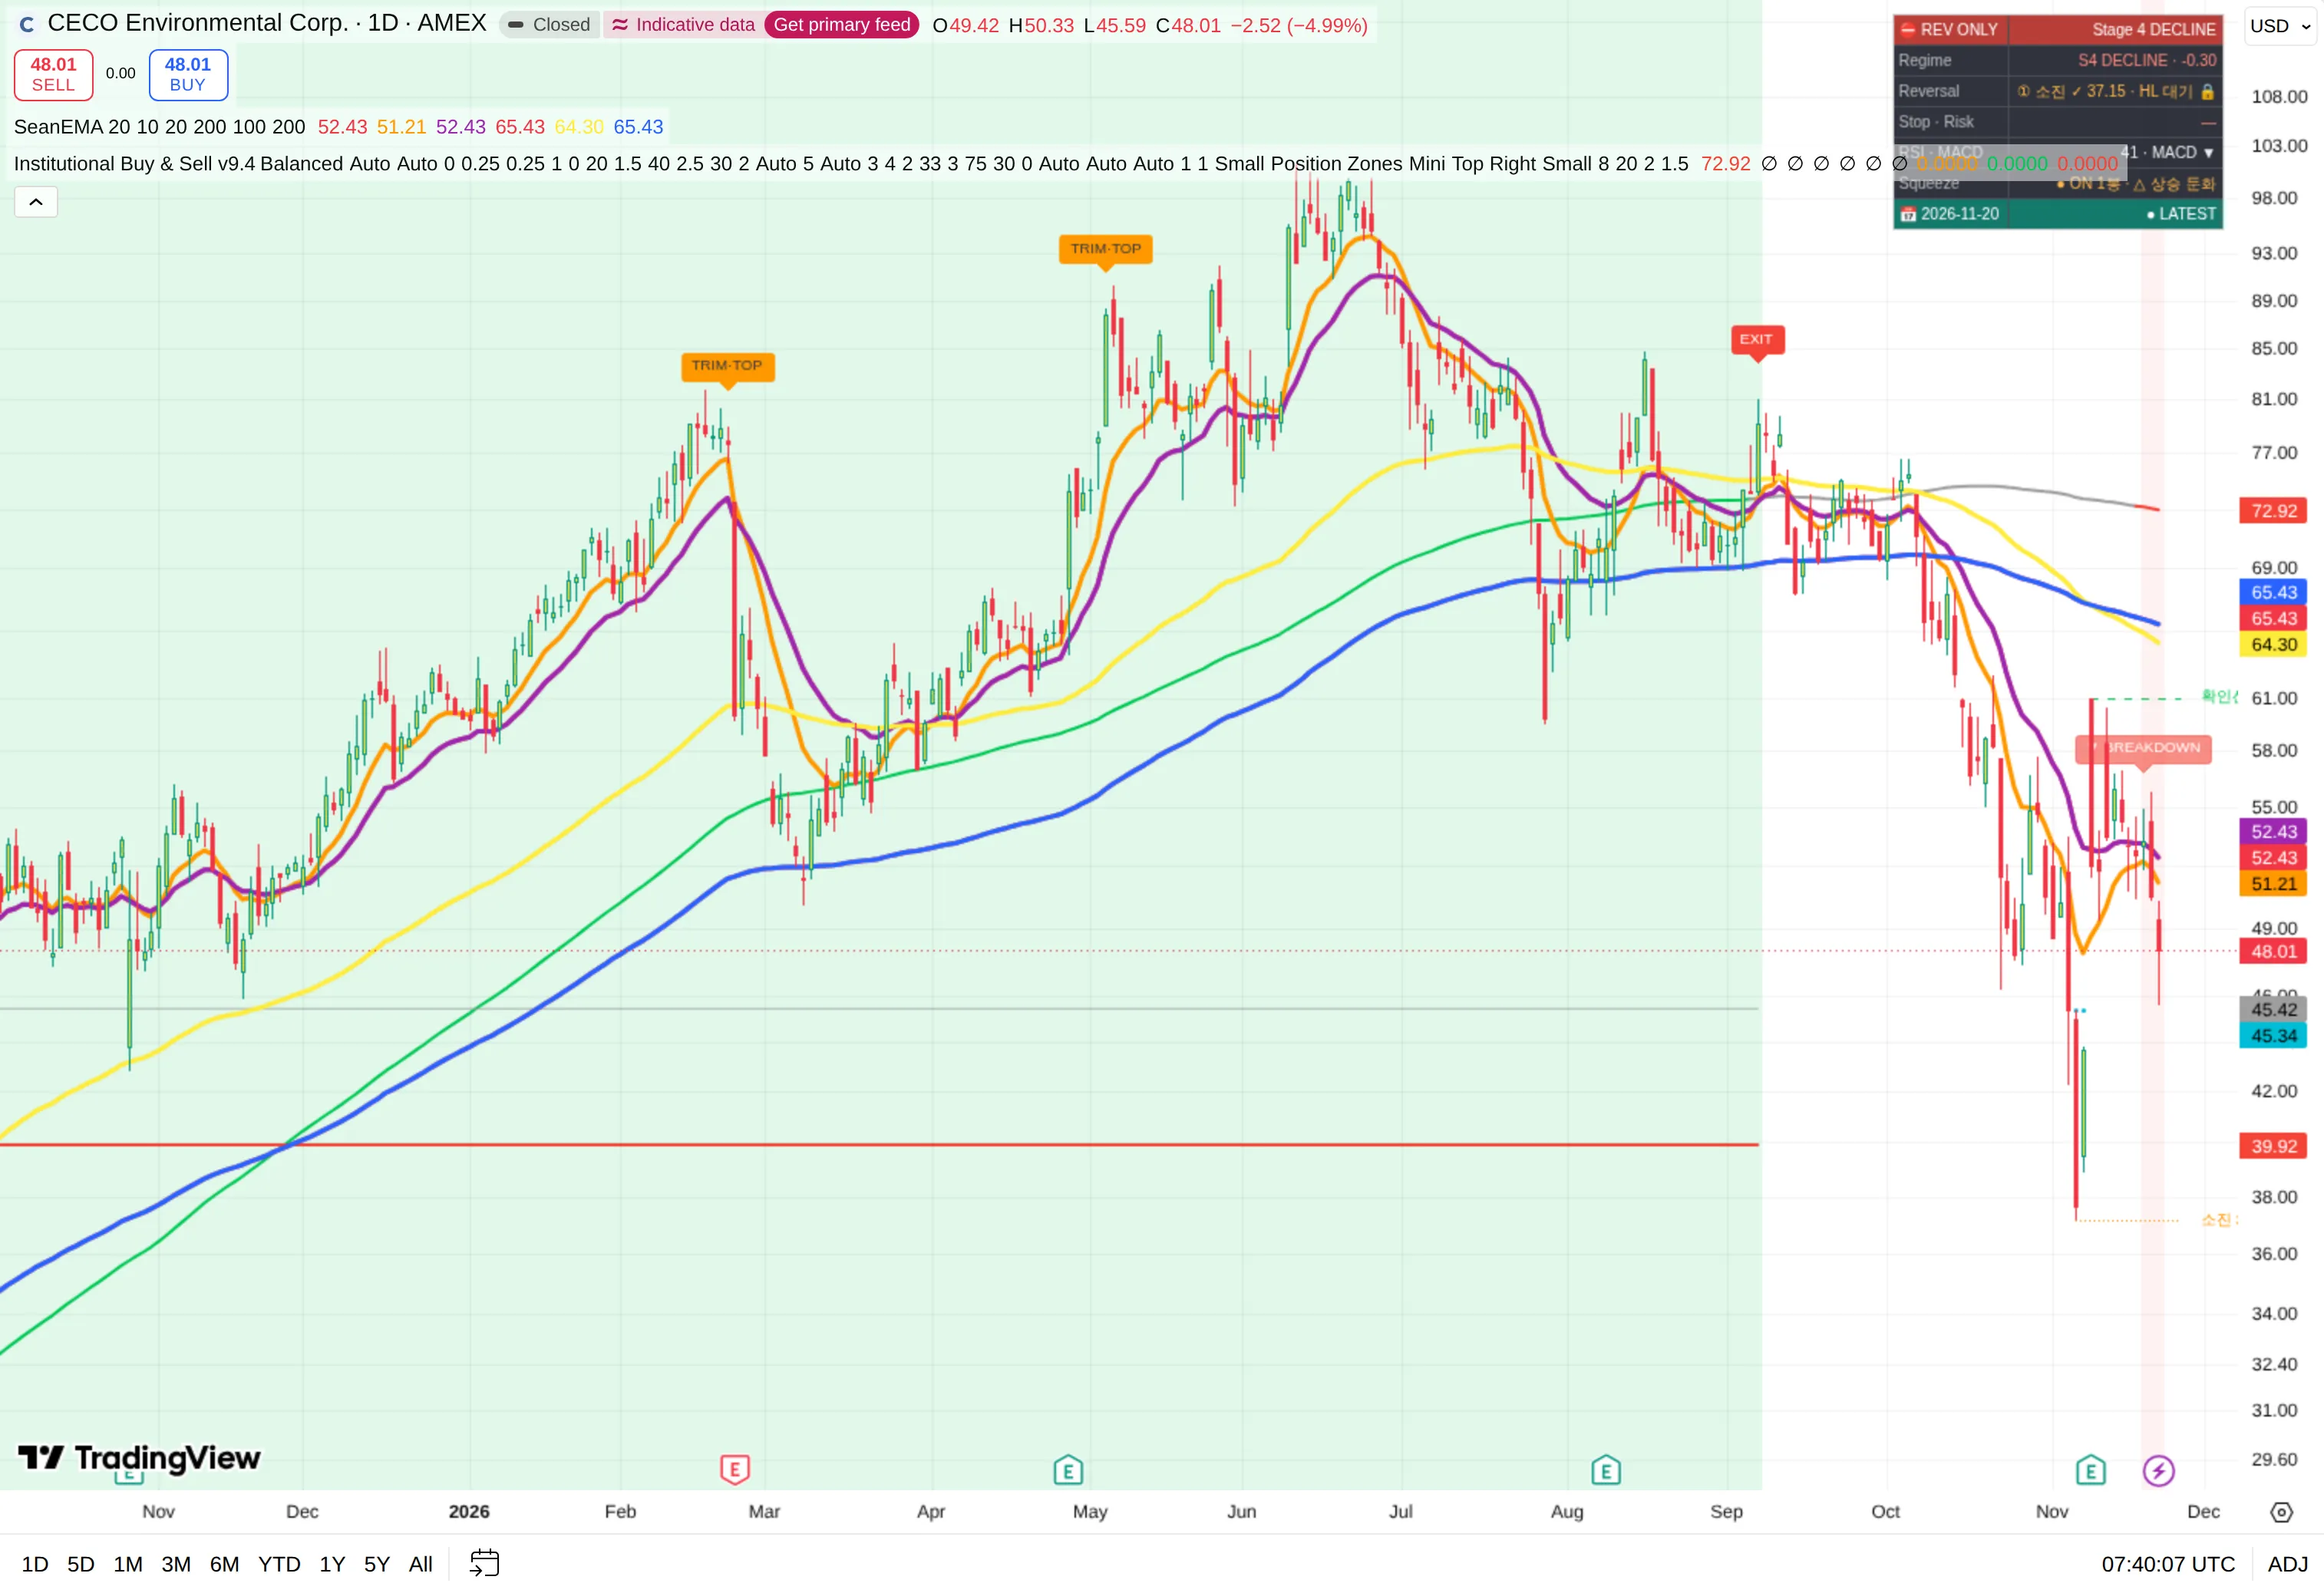 CECO Environmental Corp. · 1D · AMEX Closed Indicative data Get primary feed O49.42 H50.33 L45.59 C48.01 −2.52 (−4.99%)
USD
48.01 SELL
0.00
48.01 BUY
SeanEMA 20 10 20 200 100 200 52.43 51.21 52.43 65.43 64.30 65.43
Institutional Buy & Sell v9.4 Balanced Auto Auto 0 0.25 0.25 1 0 20 1.5 40 2.5 30 2 Auto 5 Auto 3 4 2 33 3 75 30 0 Auto Auto Auto 1 1 Small Position Zones Mini Top Right Small 8 20 2 1.5 72.92 ∅ ∅ ∅ ∅ ∅ ∅ 0.0000 0.0000 0.0000
REV ONLY Stage 4 DECLINE
Regime S4 DECLINE · -0.30
Reversal ① 소진 ✓ 37.15 · HL 대기
Stop · Risk —
RSI · MACD 41 · MACD ▼
Squeeze ● ON 1봉 · △ 상승 둔화
2026-11-20 ● LATEST
TRIM·TOP
TRIM·TOP
EXIT
BREAKDOWN
확인
소진
108.00
103.00
98.00
93.00
89.00
85.00
81.00
77.00
72.92
69.00
65.43
65.43
64.30
61.00
58.00
55.00
52.43
52.43
51.21
49.00
48.01
46.00
45.42
45.34
42.00
39.92
38.00
36.00
34.00
32.40
31.00
29.60
TradingView
E
E
E
E
E
Nov Dec 2026 Feb Mar Apr May Jun Jul Aug Sep Oct Nov Dec
1D 5D 1M 3M 6M YTD 1Y 5Y All
07:40:07 UTC ADJ